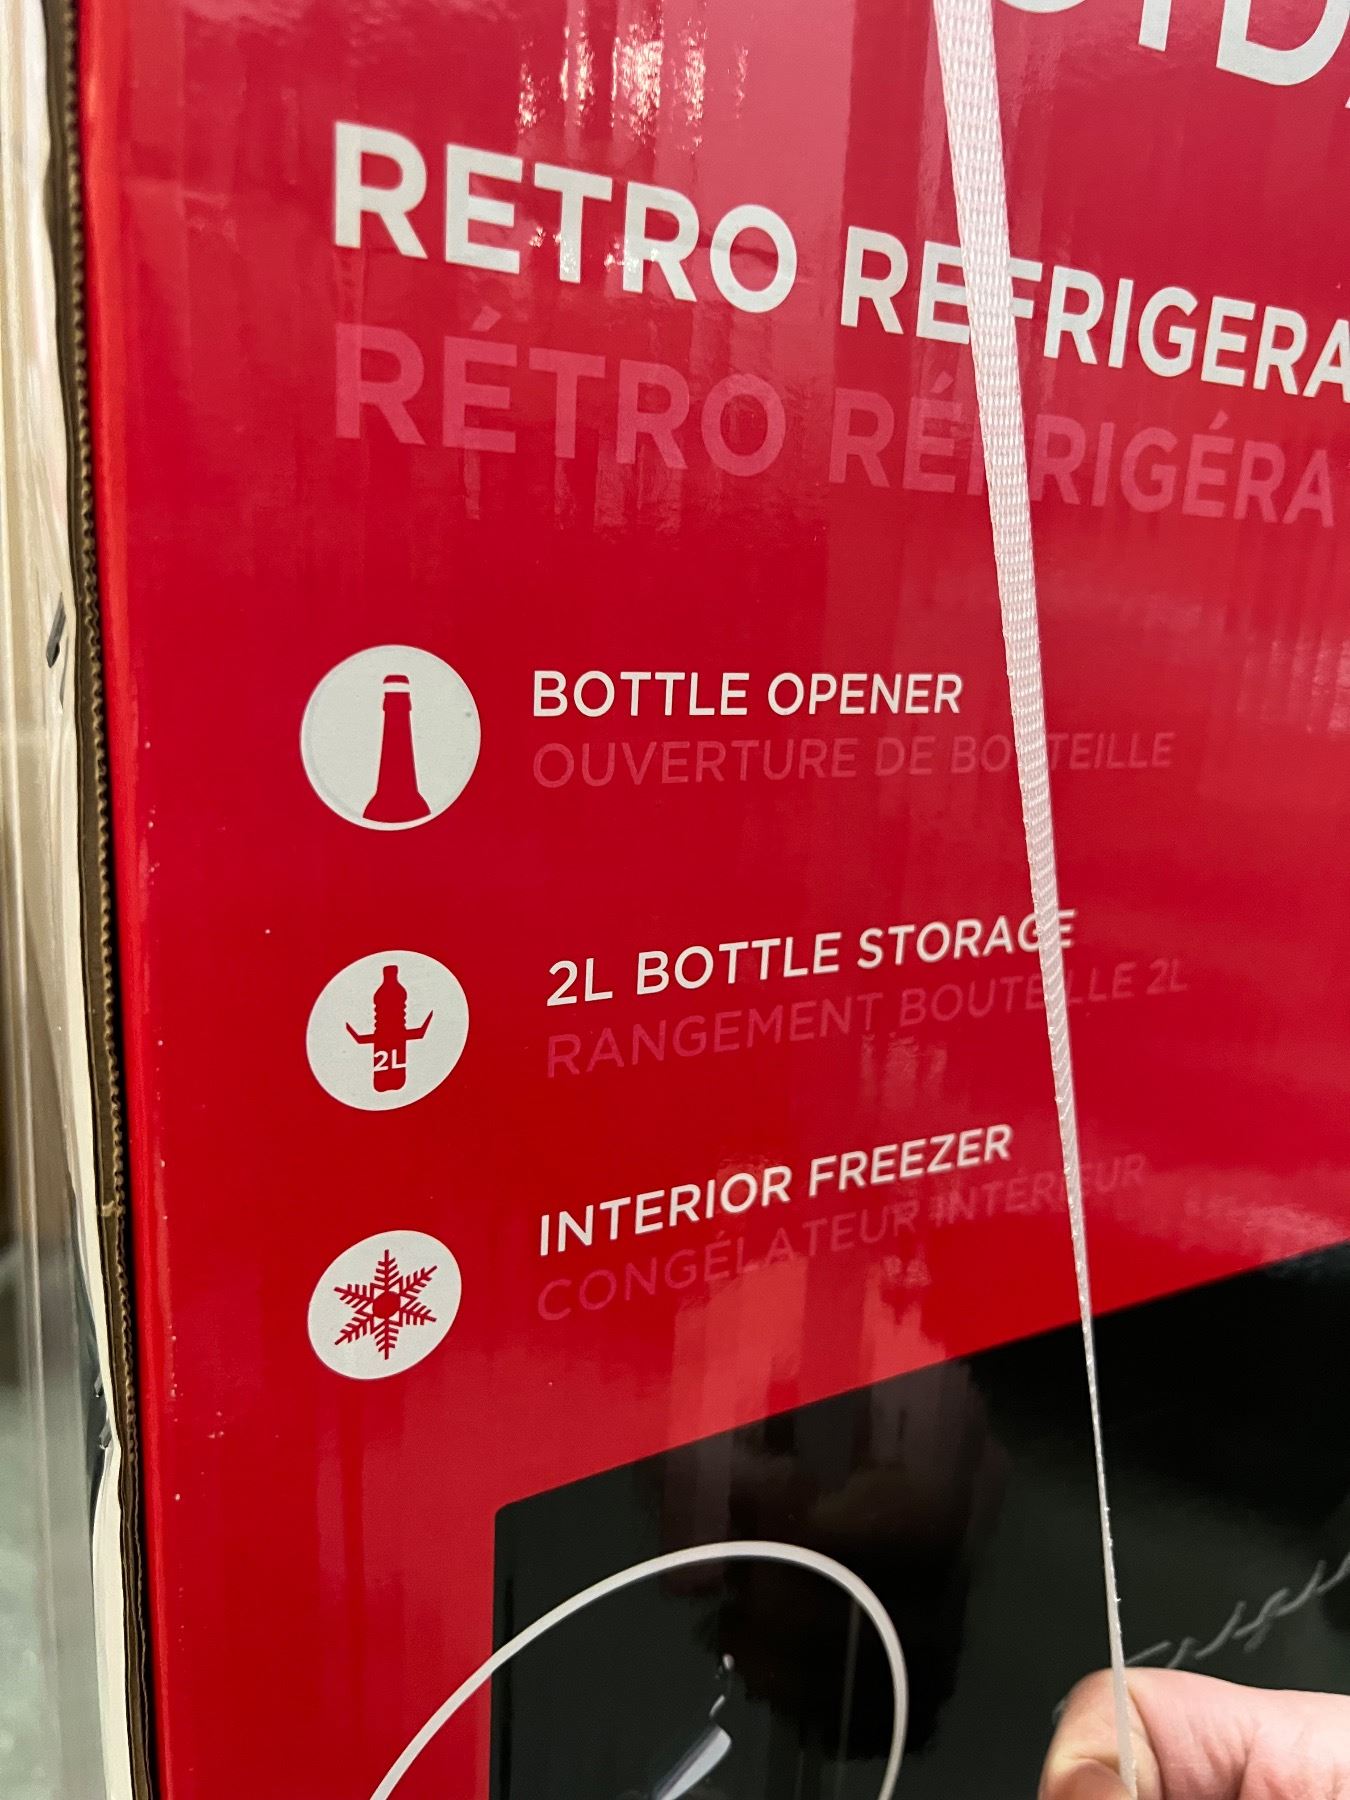 RETRO REFRIGERA
RÉTRO RÉFRIGÉRA
BOTTLE OPENER
OUVERTURE DE BOUTEILLE
2L BOTTLE STORAGE
RANGEMENT BOUTEILLE 2L
2L
INTERIOR FREEZER
CONGÉLATEUR INTÉRIEUR